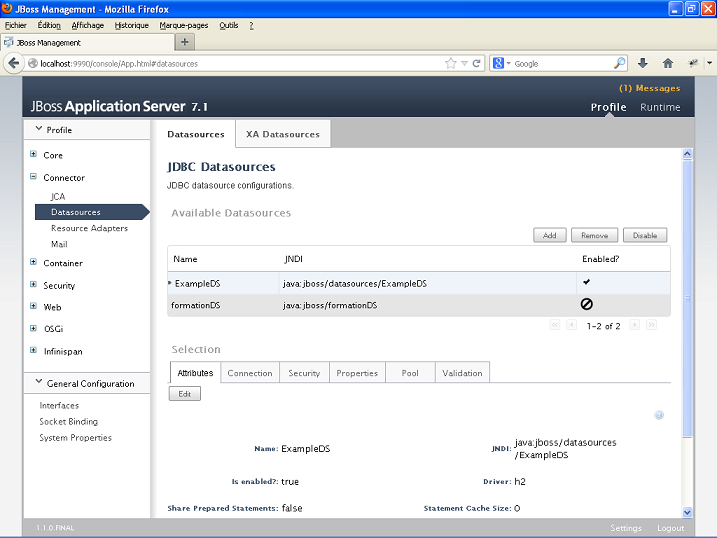 JBoss Management - Mozilla Firefox
Fichier Édition Affichage Historique Marque-pages Outils ?
JBoss Management
localhost:9990/console/App.html#datasources
Google
(1) Messages
JBoss Application Server 7.1
Profile Runtime
Profile
Core
Connector
JCA
Datasources
Resource Adapters
Mail
Container
Security
Web
OSGi
Infinispan
General Configuration
Interfaces
Socket Binding
System Properties
Datasources XA Datasources
JDBC Datasources
JDBC datasource configurations.
Available Datasources
Add Remove Disable
Name JNDI Enabled?
ExampleDS java:jboss/datasources/ExampleDS
formationDS java:jboss/formationDS
1-2 of 2
Selection
Attributes Connection Security Properties Pool Validation
Edit
Name: ExampleDS JNDI: java:jboss/datasources
/ExampleDS
Is enabled?: true Driver: h2
Share Prepared Statements: false Statement Cache Size: 0
1.1.0.FINAL Settings Logout